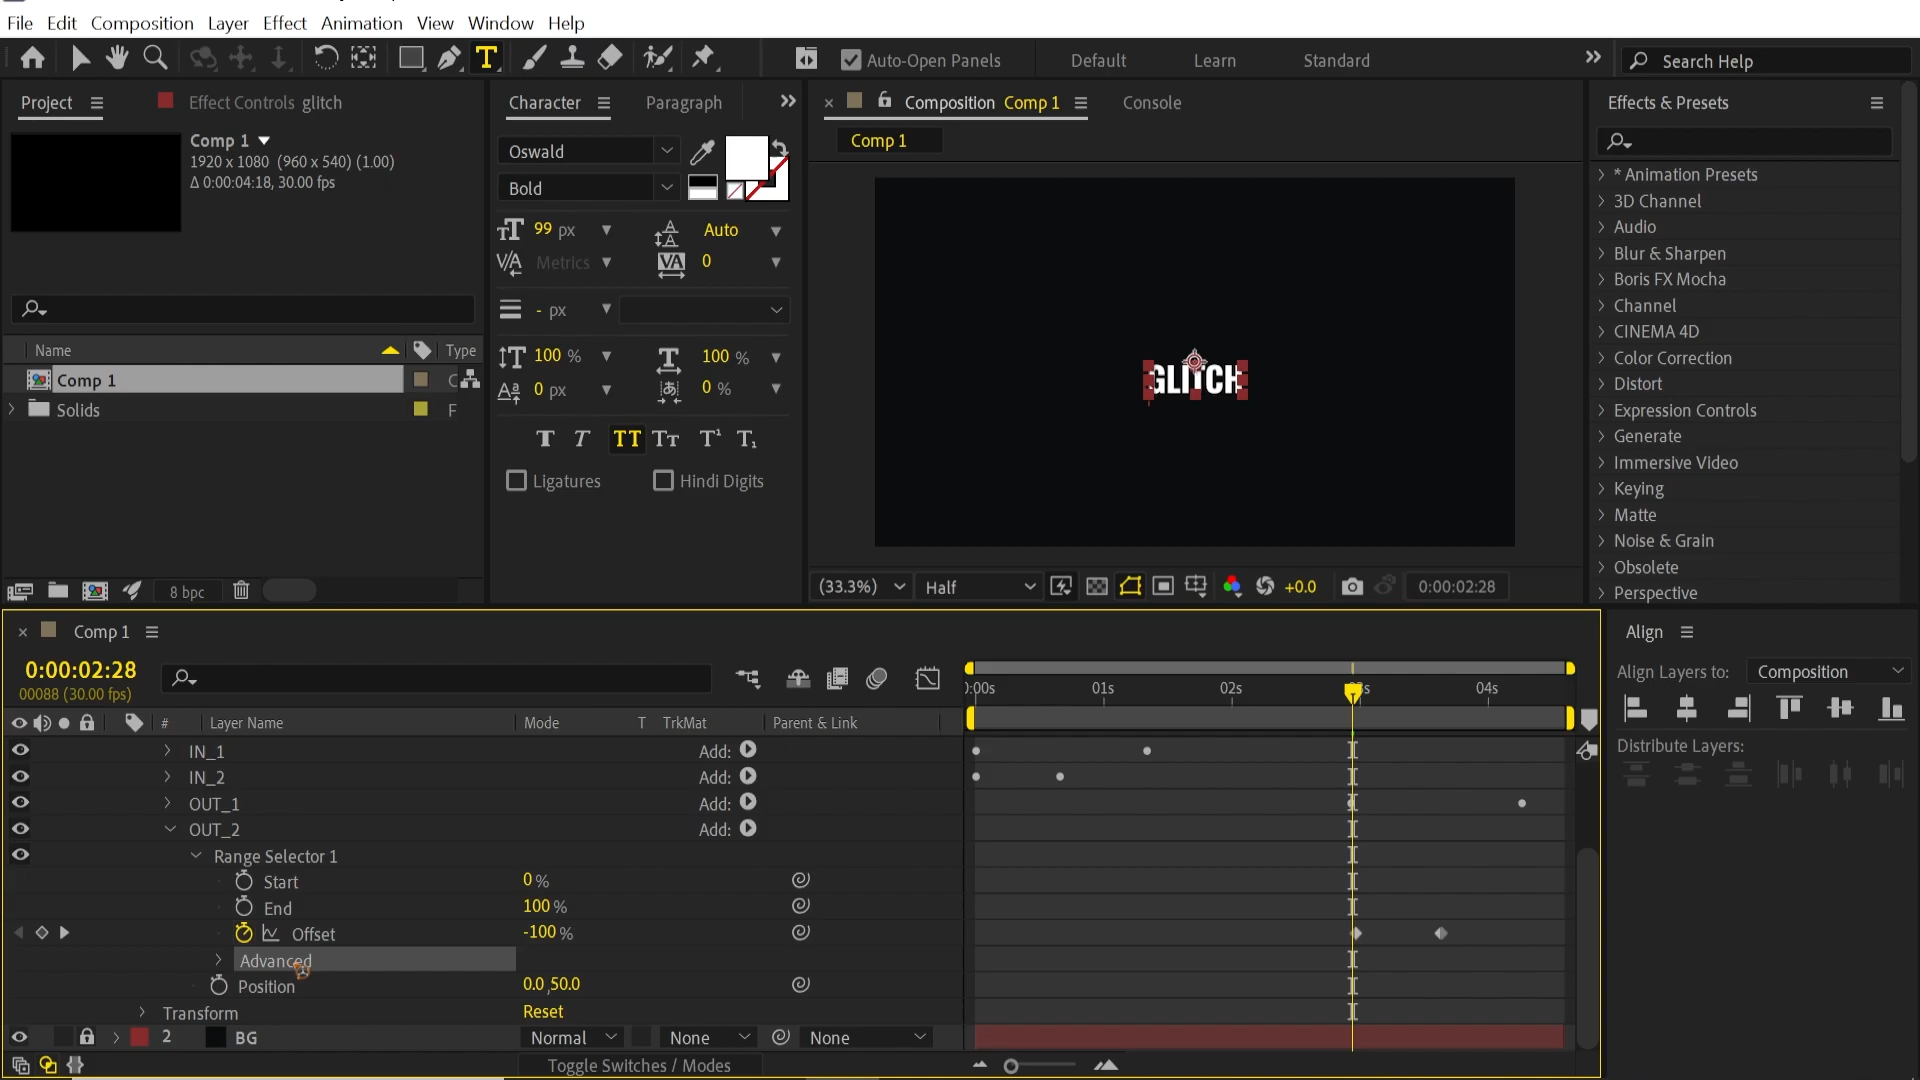 File Edit Composition Layer Effect Animation View Window Help
Auto-Open Panels Default Learn Standard Search Help
Project Effect Controls glitch
Comp 1
1920 x 1080 (960 x 540) (1.00)
Δ 0:00:04:18, 30.00 fps
Name Type
Comp 1
Solids F
8 bpc
Character Paragraph
Oswald
Bold
99 px Auto
Metrics 0
- px
100 % 100 %
0 px 0 %
Ligatures Hindi Digits
Composition Comp 1 Console
Comp 1
GLITCH
(33.3%) Half +0.0 0:00:02:28
Effects & Presets
* Animation Presets
3D Channel
Audio
Blur & Sharpen
Boris FX Mocha
Channel
CINEMA 4D
Color Correction
Distort
Expression Controls
Generate
Immersive Video
Keying
Matte
Noise & Grain
Obsolete
Perspective
Comp 1
0:00:02:28
00088 (30.00 fps)
01s 02s 04s
# Layer Name Mode T TrkMat Parent & Link
IN_1 Add:
IN_2 Add:
OUT_1 Add:
OUT_2 Add:
Range Selector 1
Start 0 %
End 100 %
Offset -100 %
Advanced
Position 0.0 ,50.0
Transform Reset
2 BG Normal None None
Toggle Switches / Modes
Align
Align Layers to: Composition
Distribute Layers: